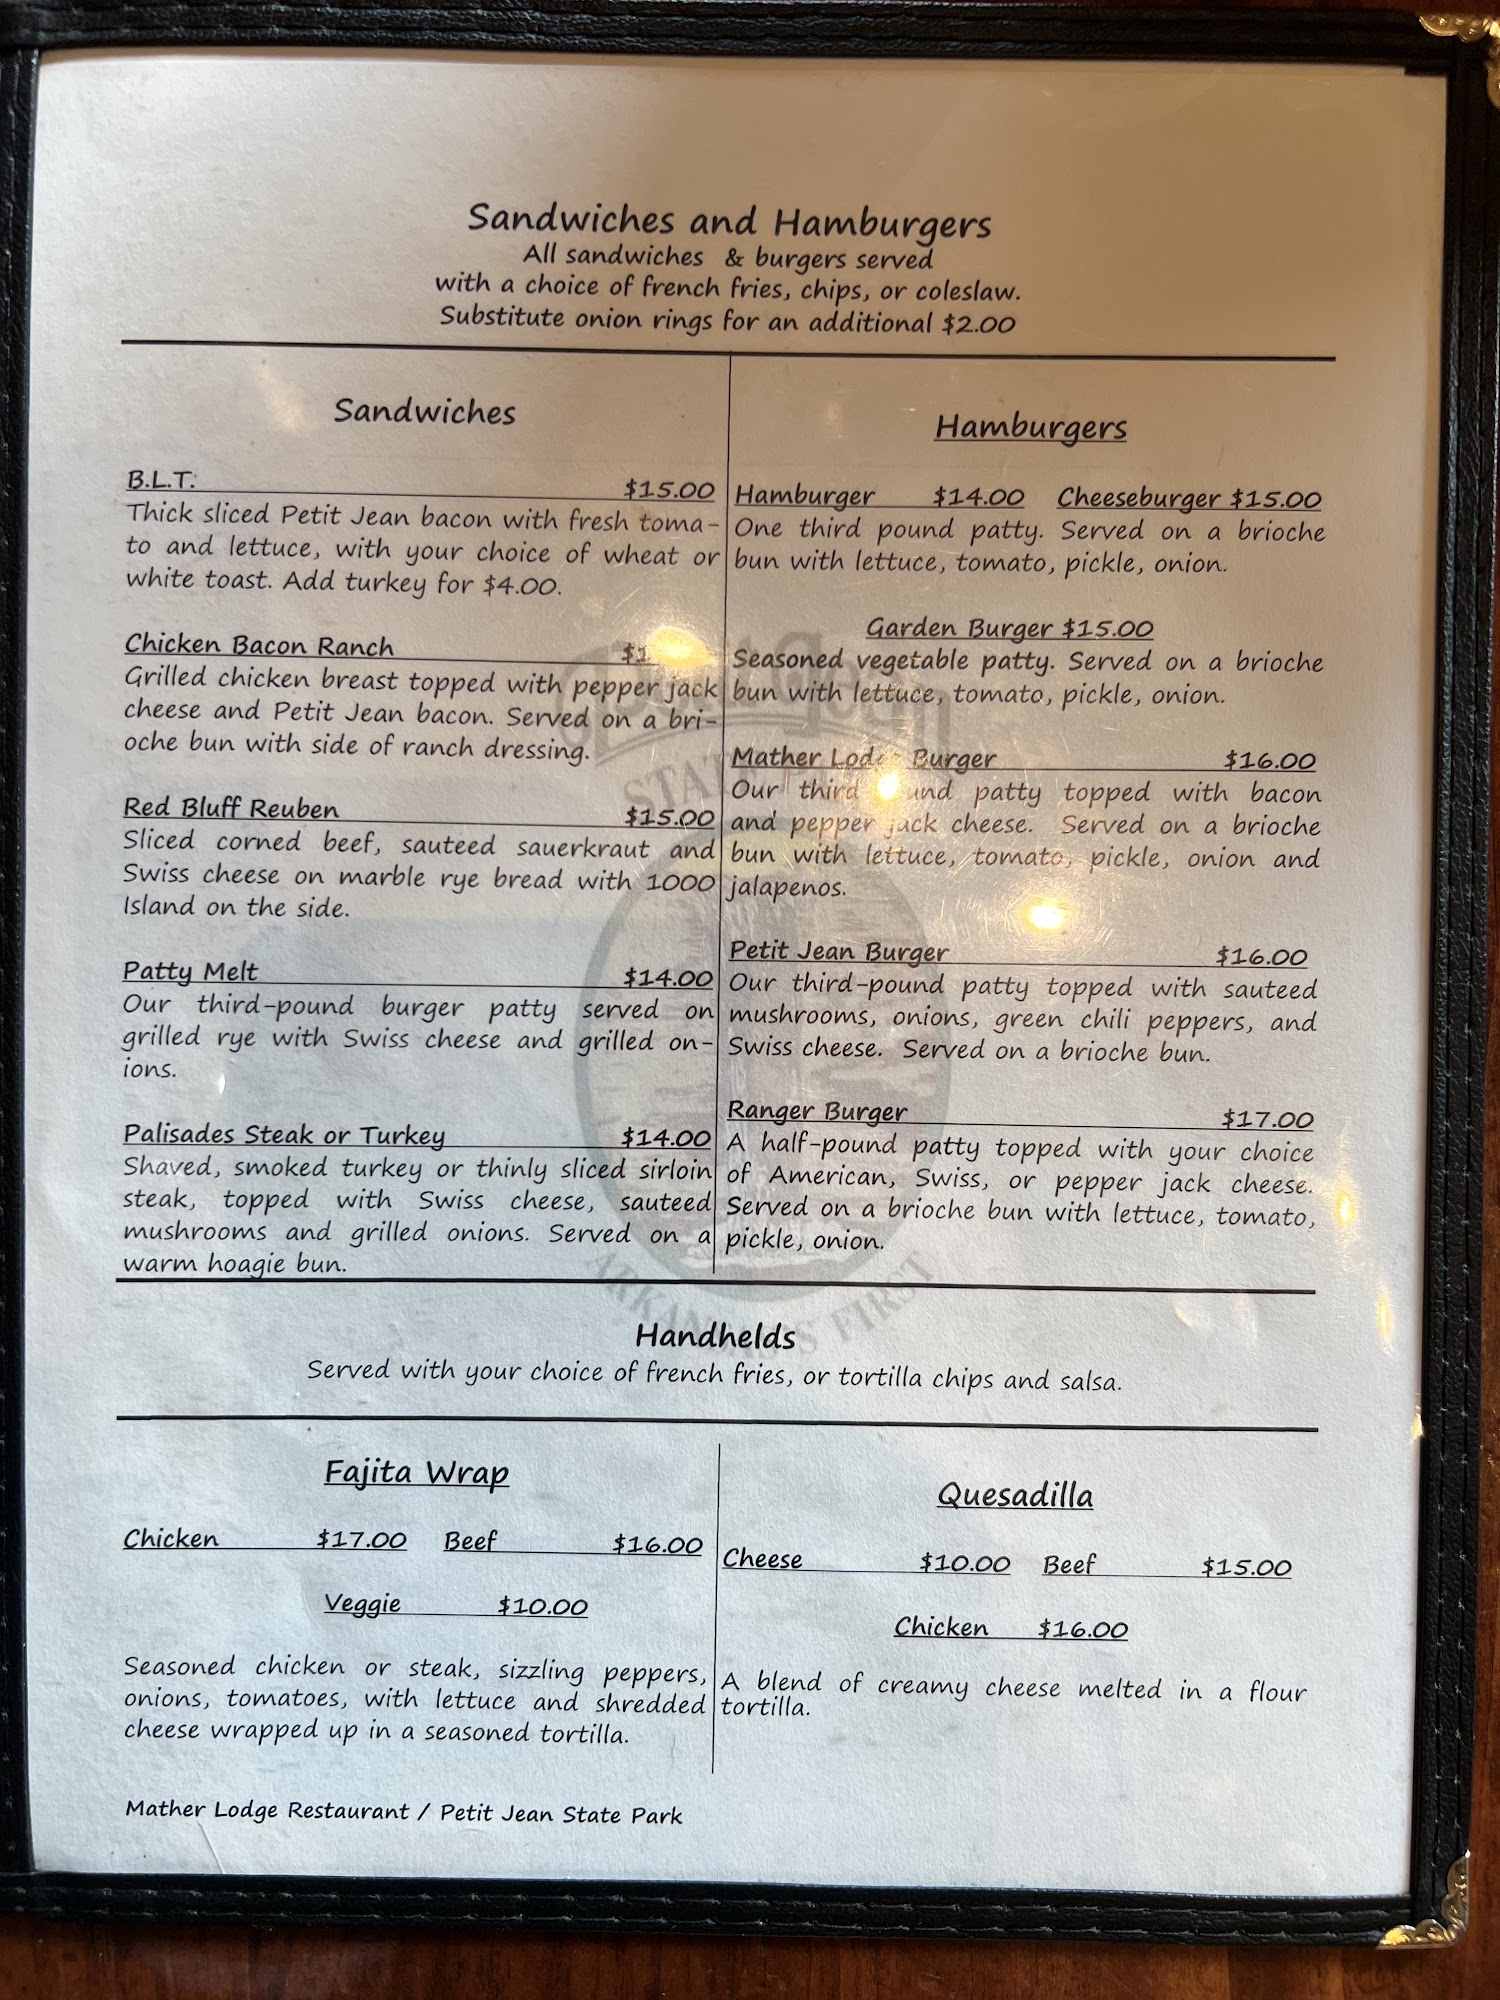 Sandwiches and Hamburgers
All sandwiches & burgers served
with a choice of french fries, chips, or coleslaw.
Substitute onion rings for an additional $2.00
Sandwiches
B.L.T. $15.00
Thick sliced Petit Jean bacon with fresh toma-
to and lettuce, with your choice of wheat or
white toast. Add turkey for $4.00.
Chicken Bacon Ranch
Grilled chicken breast topped with pepper jack
cheese and Petit Jean bacon. Served on a bri-
oche bun with side of ranch dressing.
Red Bluff Reuben $15.00
Sliced corned beef, sauteed sauerkraut and
Swiss cheese on marble rye bread with 1000
Island on the side.
Patty Melt $14.00
Our third-pound burger patty served on
grilled rye with Swiss cheese and grilled on-
ions.
Palisades Steak or Turkey $14.00
Shaved, smoked turkey or thinly sliced sirloin
steak, topped with Swiss cheese, sauteed
mushrooms and grilled onions. Served on a
warm hoagie bun.
Hamburgers
Hamburger $14.00 Cheeseburger $15.00
One third pound patty. Served on a brioche
bun with lettuce, tomato, pickle, onion.
Garden Burger $15.00
Seasoned vegetable patty. Served on a brioche
bun with lettuce, tomato, pickle, onion.
Mather Lodge Burger $16.00
Our third pound patty topped with bacon
and pepper jack cheese. Served on a brioche
bun with lettuce, tomato, pickle, onion and
jalapenos.
Petit Jean Burger $16.00
Our third-pound patty topped with sauteed
mushrooms, onions, green chili peppers, and
Swiss cheese. Served on a brioche bun.
Ranger Burger $17.00
A half-pound patty topped with your choice
of American, Swiss, or pepper jack cheese.
Served on a brioche bun with lettuce, tomato,
pickle, onion.
STATE
ARKANSAS'S FIRST
Handhelds
Served with your choice of french fries, or tortilla chips and salsa.
Fajita Wrap
Chicken $17.00 Beef $16.00
Veggie $10.00
Seasoned chicken or steak, sizzling peppers,
onions, tomatoes, with lettuce and shredded
cheese wrapped up in a seasoned tortilla.
Quesadilla
Cheese $10.00 Beef $15.00
Chicken $16.00
A blend of creamy cheese melted in a flour
tortilla.
Mather Lodge Restaurant / Petit Jean State Park